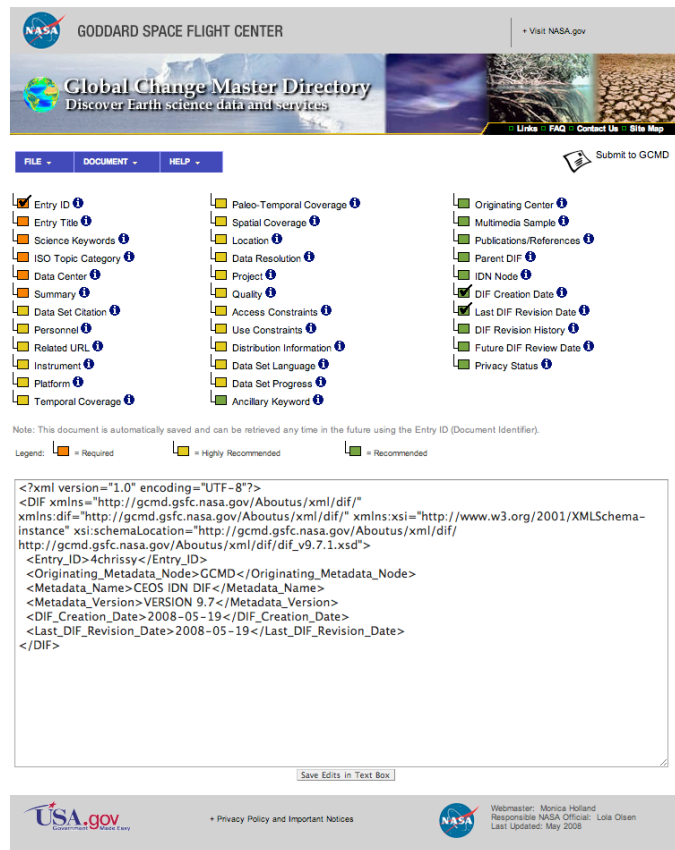 NASA
GODDARD SPACE FLIGHT CENTER
+ Visit NASA.gov
Global Change Master Directory
Discover Earth science data and services
Links FAQ Contact Us Site Map
FILE DOCUMENT HELP
Submit to GCMD
Entry ID
Entry Title
Science Keywords
ISO Topic Category
Data Center
Summary
Data Set Citation
Personnel
Related URL
Instrument
Platform
Temporal Coverage
Paleo-Temporal Coverage
Spatial Coverage
Location
Data Resolution
Project
Quality
Access Constraints
Use Constraints
Distribution Information
Data Set Language
Data Set Progress
Ancillary Keyword
Originating Center
Multimedia Sample
Publications/References
Parent DIF
IDN Node
DIF Creation Date
Last DIF Revision Date
DIF Revision History
Future DIF Review Date
Privacy Status
Note: This document is automatically saved and can be retrieved any time in the future using the Entry ID (Document Identifier).
Legend: = Required = Highly Recommended = Recommended
<?xml version="1.0" encoding="UTF-8"?>
<DIF xmlns="http://gcmd.gsfc.nasa.gov/Aboutus/xml/dif/"
xmlns:dif="http://gcmd.gsfc.nasa.gov/Aboutus/xml/dif/" xmlns:xsi="http://www.w3.org/2001/XMLSchema-
instance" xsi:schemaLocation="http://gcmd.gsfc.nasa.gov/Aboutus/xml/dif/
http://gcmd.gsfc.nasa.gov/Aboutus/xml/dif/dif_v9.7.1.xsd">
<Entry_ID>4chrissy</Entry_ID>
<Originating_Metadata_Node>GCMD</Originating_Metadata_Node>
<Metadata_Name>CEOS IDN DIF</Metadata_Name>
<Metadata_Version>VERSION 9.7</Metadata_Version>
<DIF_Creation_Date>2008-05-19</DIF_Creation_Date>
<Last_DIF_Revision_Date>2008-05-19</Last_DIF_Revision_Date>
</DIF>
Save Edits in Text Box
USA.gov
Government Made Easy
+ Privacy Policy and Important Notices
NASA
Webmaster: Monica Holland
Responsible NASA Official: Lola Olsen
Last Updated: May 2008